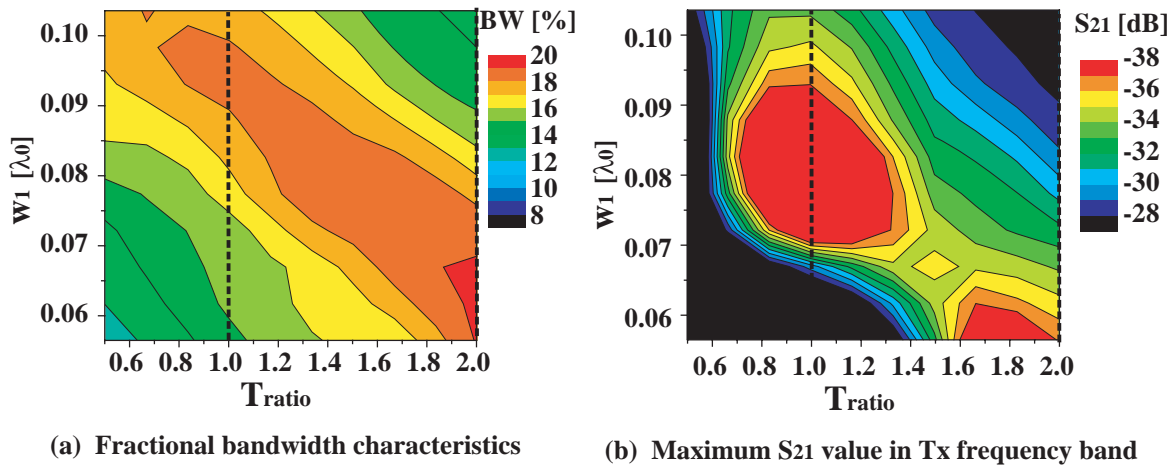 BW [%]
0.10
0.09
0.08
0.07
0.06
w1 [λ0]
20
18
16
14
12
10
8
0.6 0.8 1.0 1.2 1.4 1.6 1.8 2.0
Tratio
(a) Fractional bandwidth characteristics
S21 [dB]
0.10
0.09
0.08
0.07
0.06
w1 [λ0]
-38
-36
-34
-32
-30
-28
0.6 0.8 1.0 1.2 1.4 1.6 1.8 2.0
Tratio
(b) Maximum S21 value in Tx frequency band